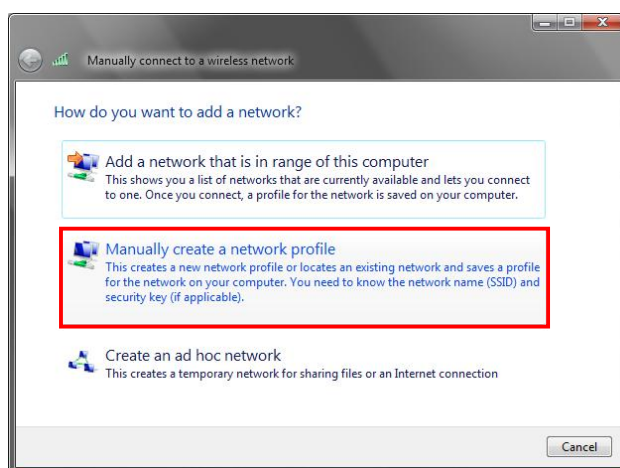 Manually connect to a wireless network
How do you want to add a network?
Add a network that is in range of this computer
This shows you a list of networks that are currently available and lets you connect
to one. Once you connect, a profile for the network is saved on your computer.
Manually create a network profile
This creates a new network profile or locates an existing network and saves a profile
for the network on your computer. You need to know the network name (SSID) and
security key (if applicable).
Create an ad hoc network
This creates a temporary network for sharing files or an Internet connection
Cancel